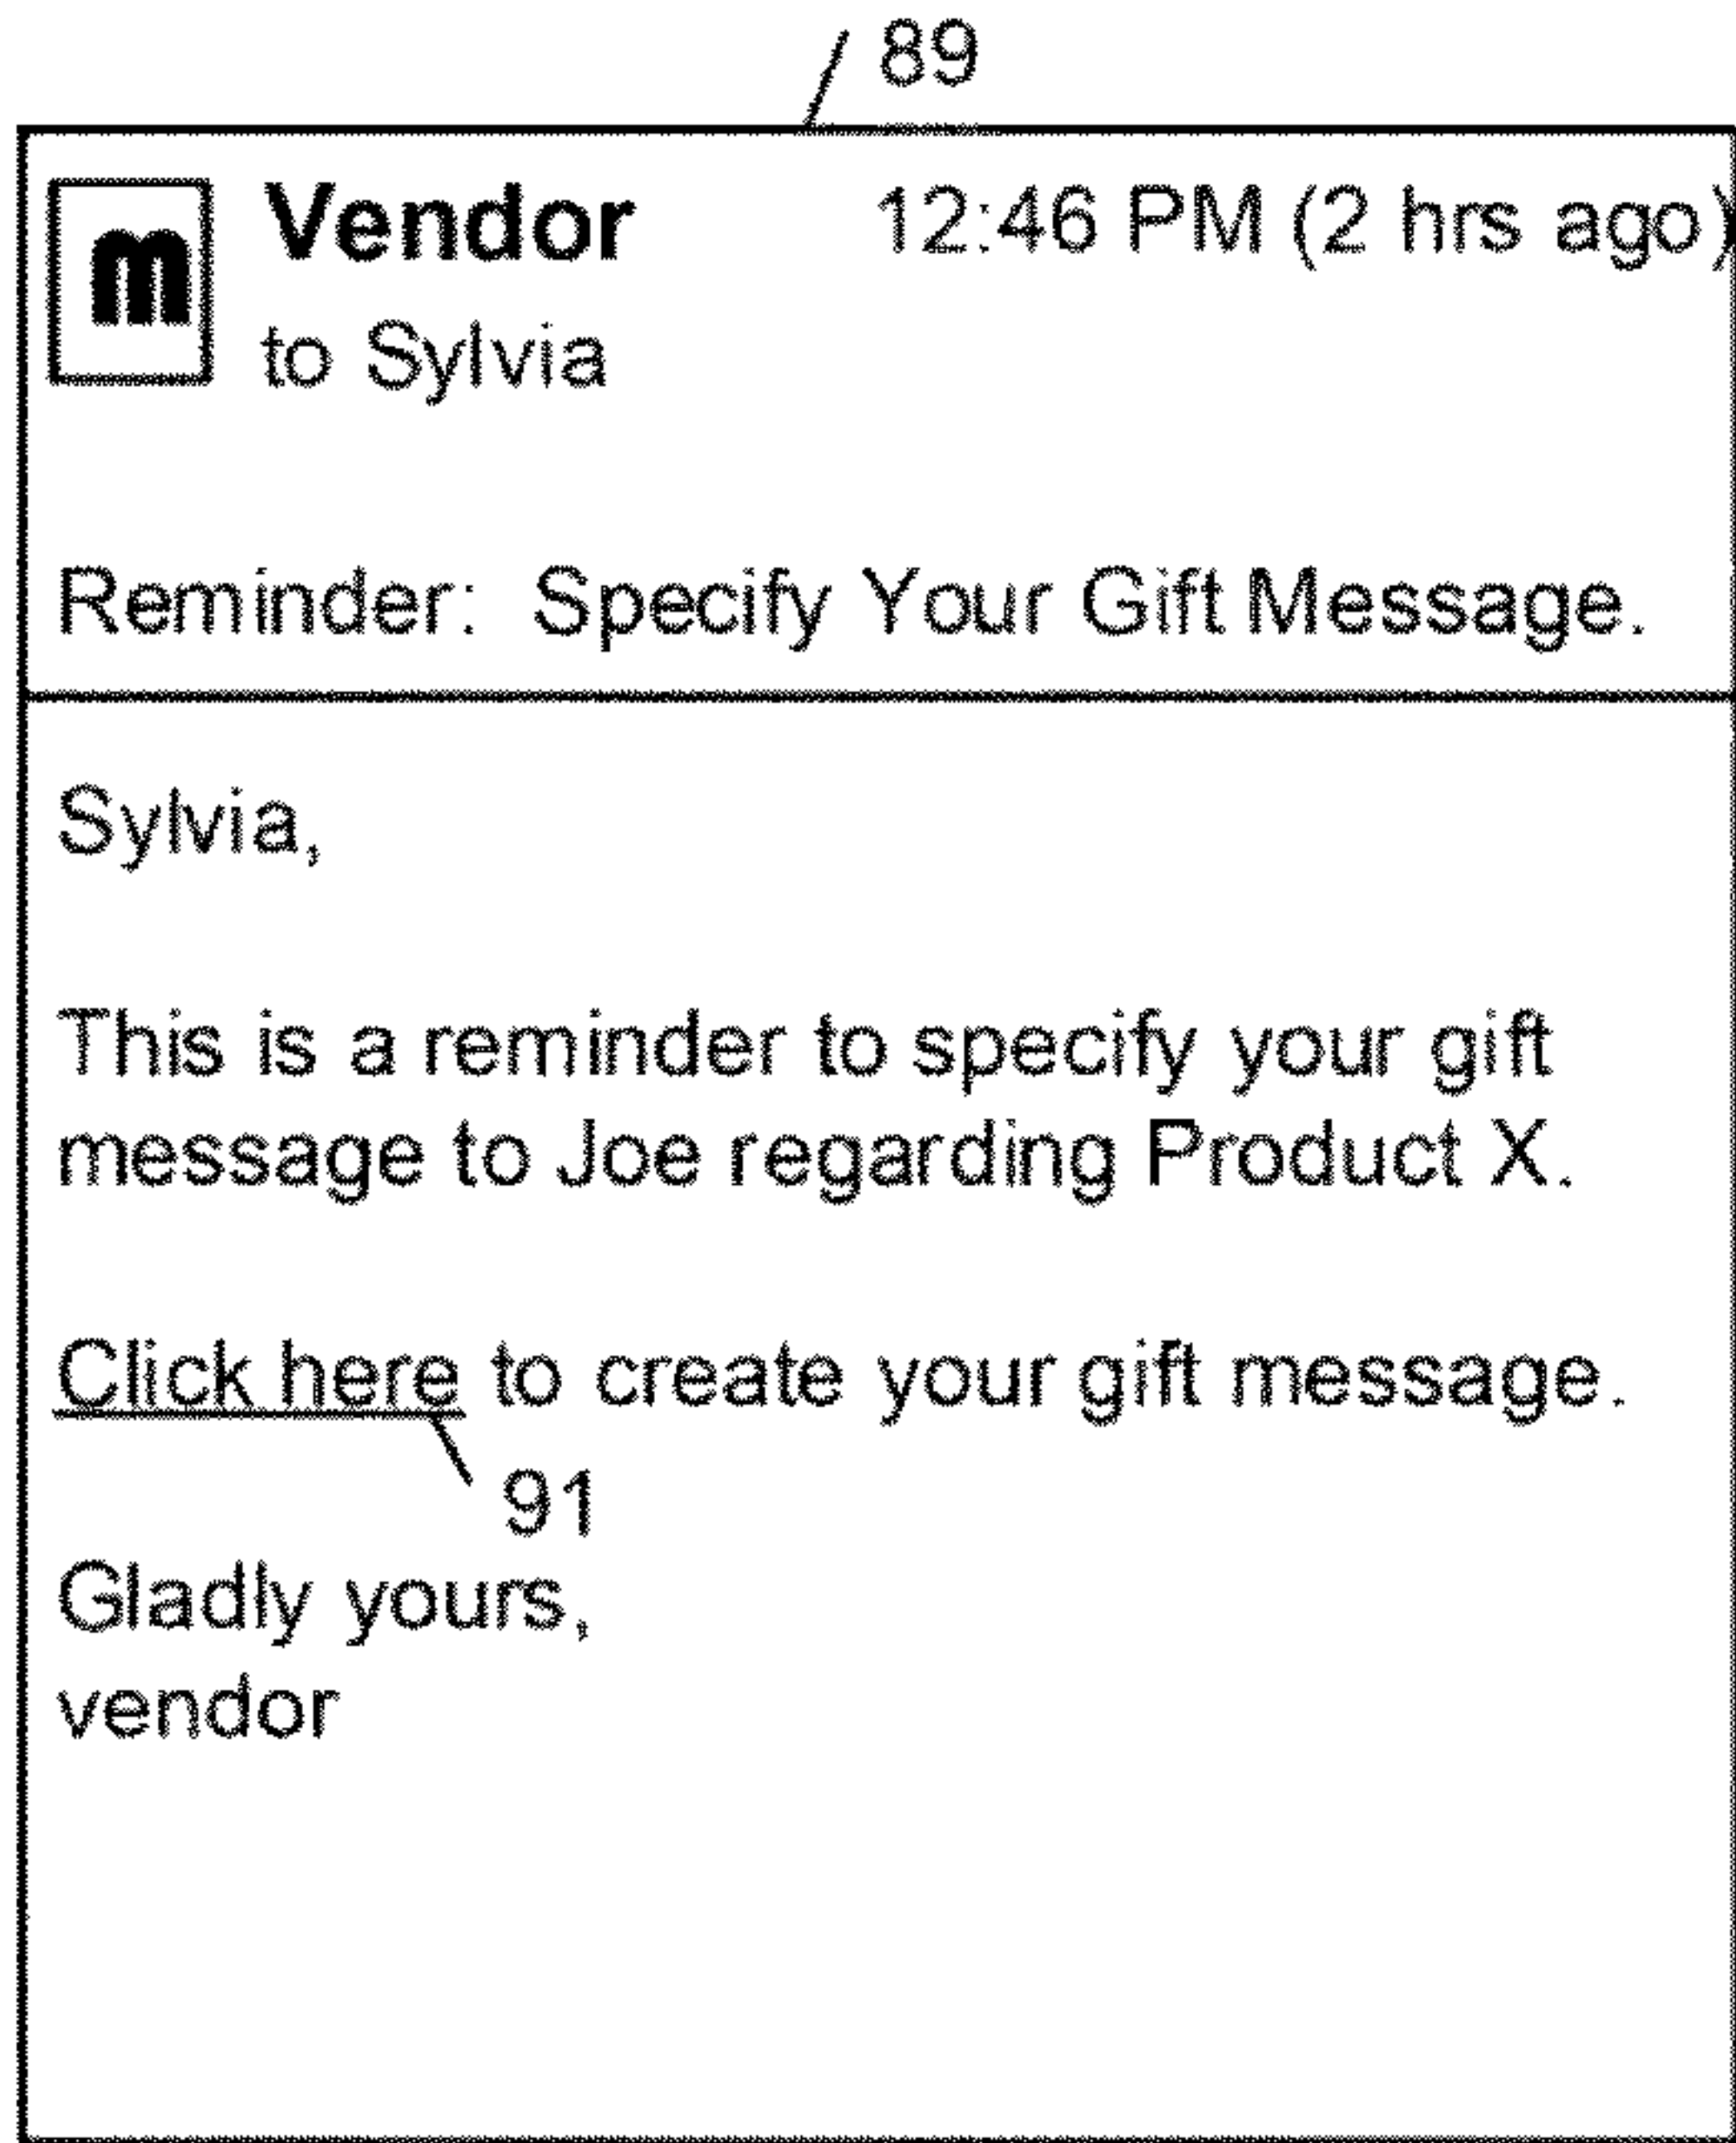 89
m Vendor 12:46 PM (2 hrs ago)
to Sylvia
Reminder: Specify Your Gift Message.
Sylvia,
This is a reminder to specify your gift
message to Joe regarding Product X.
Click here to create your gift message.
91
Gladly yours,
vendor